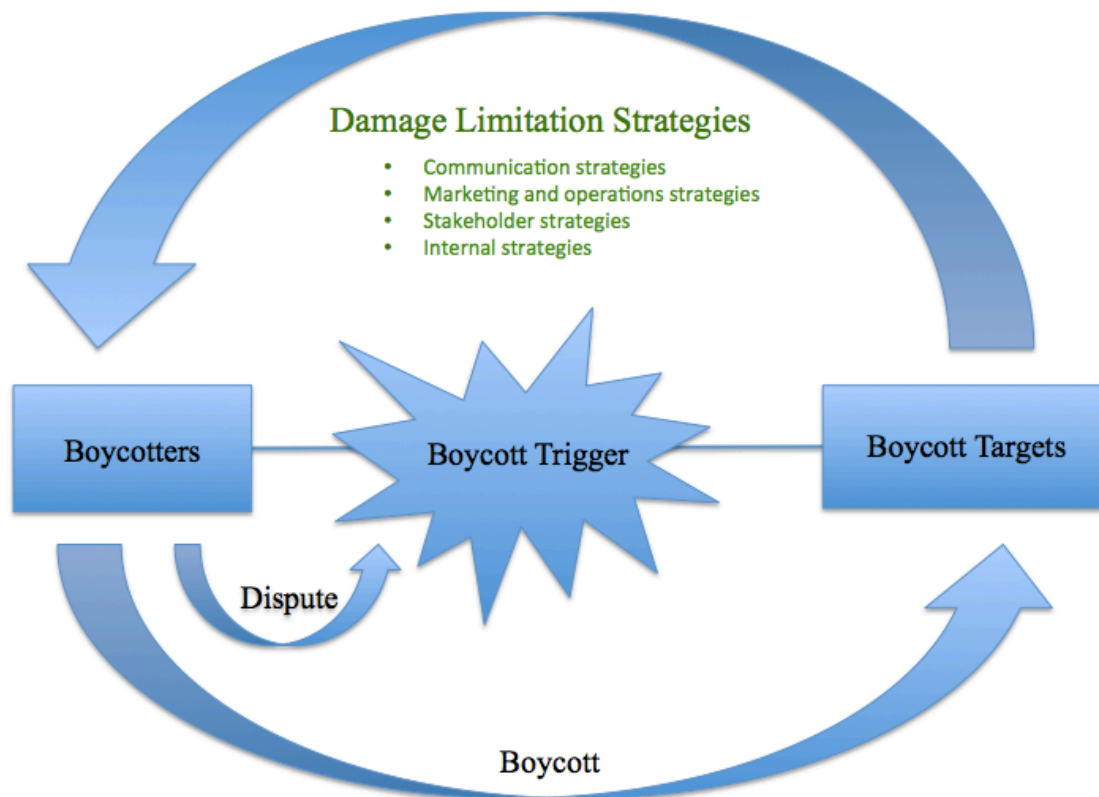 Damage Limitation Strategies
• Communication strategies
• Marketing and operations strategies
• Stakeholder strategies
• Internal strategies
Boycotters
Boycott Trigger
Boycott Targets
Dispute
Boycott